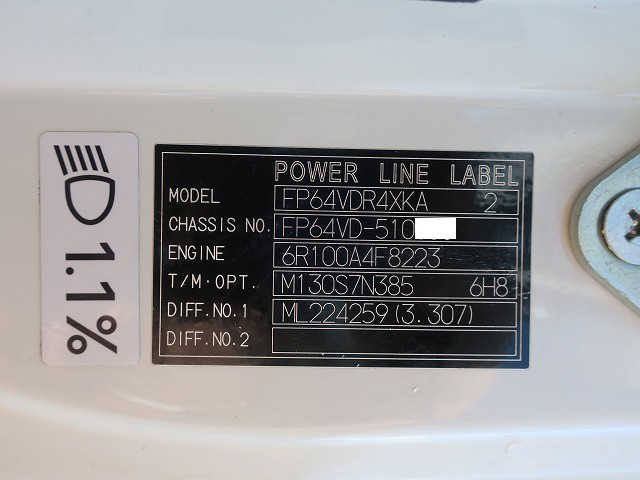 1.1%
POWER LINE LABEL
MODEL FP64VDR4XKA 2
CHASSIS NO. FP64VD-510
ENGINE 6R100A4F8223
T/M·OPT. M130S7N385 6H8
DIFF.NO.1 ML224259(3.307)
DIFF.NO.2